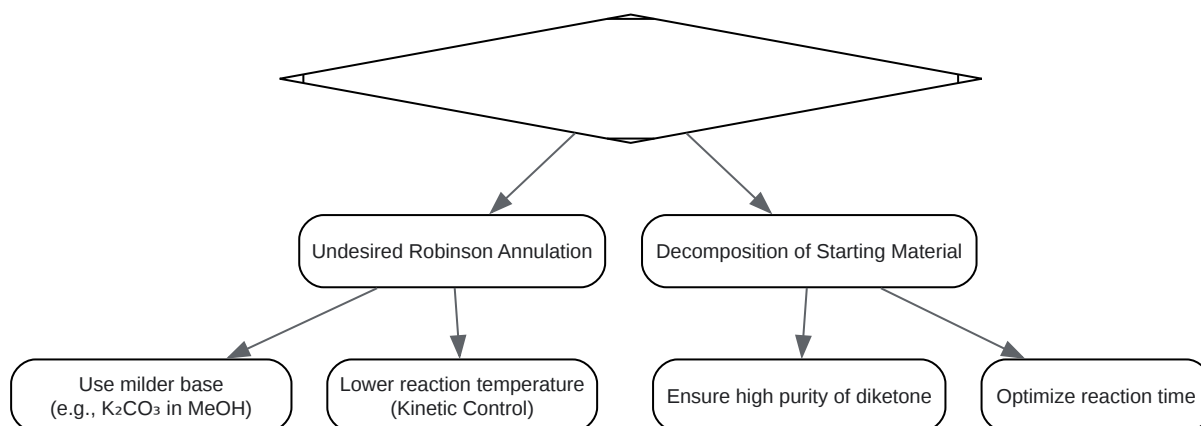 Undesired Robinson Annulation
Decomposition of Starting Material
Use milder base
(e.g., K₂CO₃ in MeOH)
Lower reaction temperature
(Kinetic Control)
Ensure high purity of diketone
Optimize reaction time